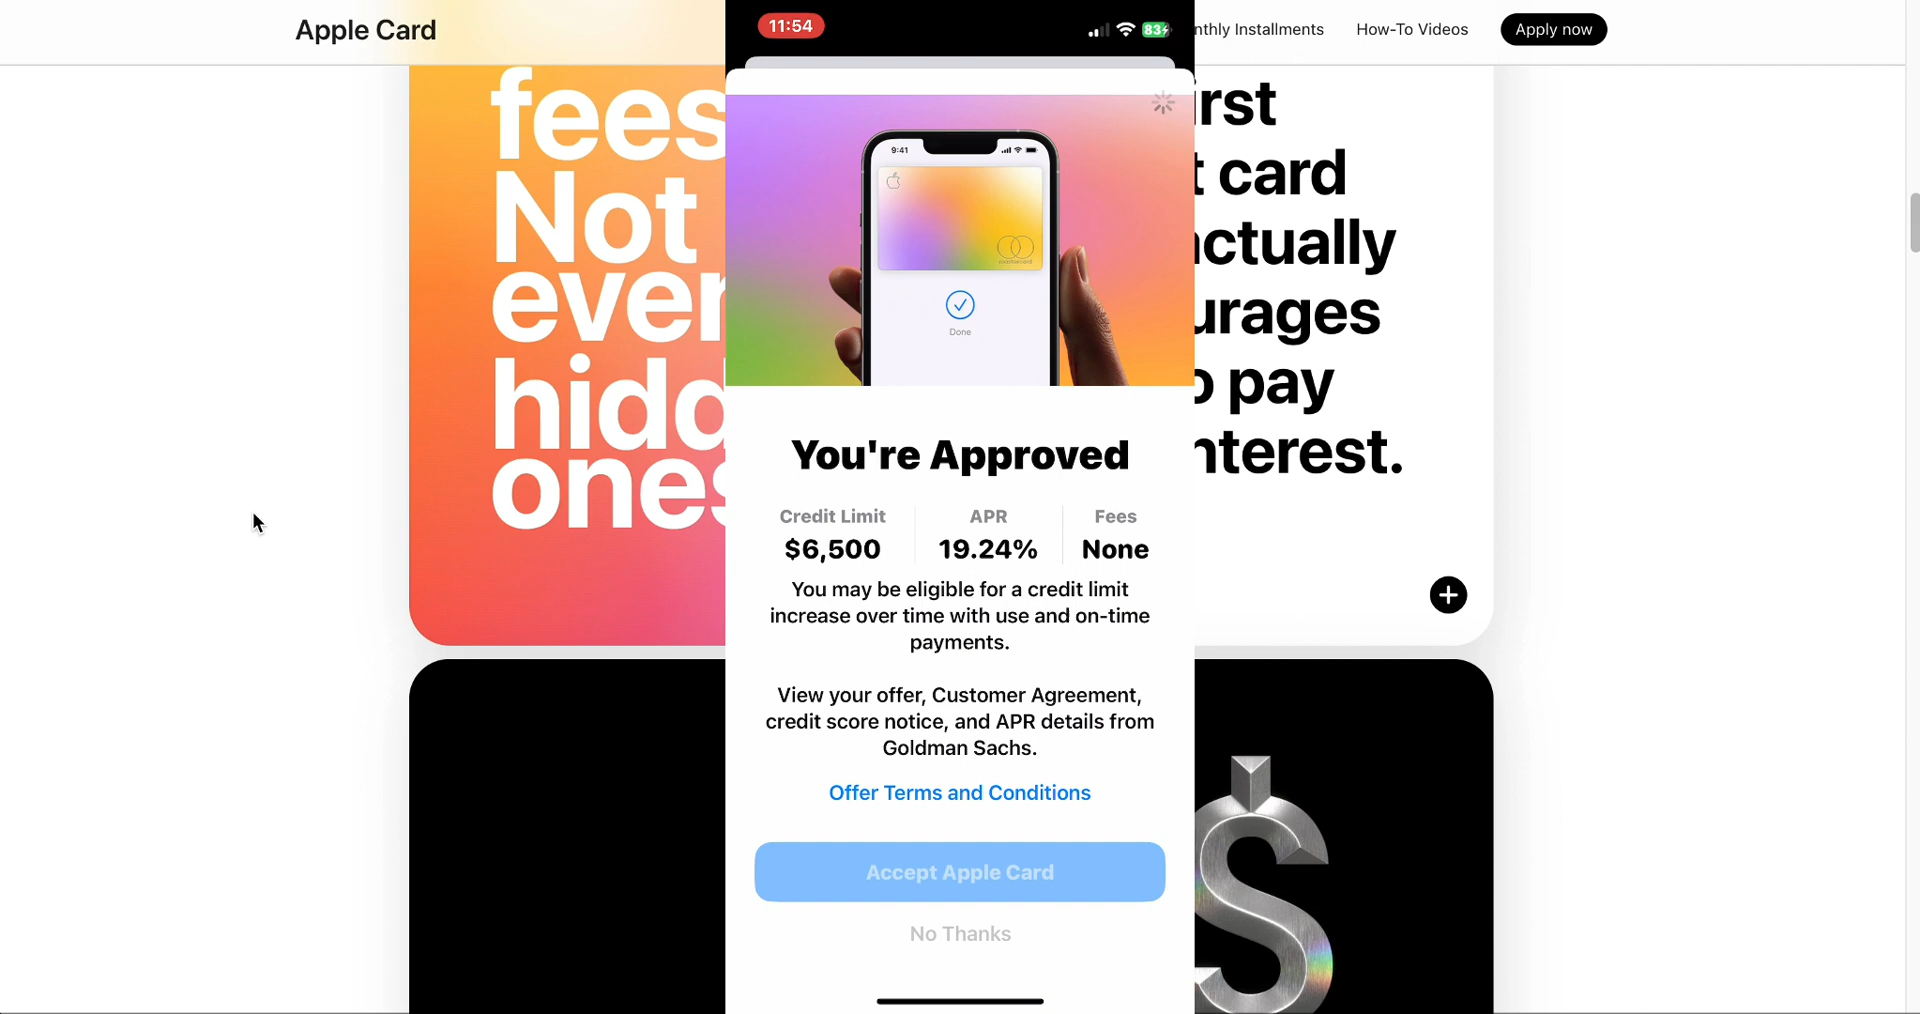 Apple Card
nthly Installments
How-To Videos
Apply now
fees
Not
ever
hidd
ones
11:54
83
9:41
Done
You're Approved
Credit Limit
APR
Fees
$6,500
19.24%
None
You may be eligible for a credit limit
increase over time with use and on-time
payments.
View your offer, Customer Agreement,
credit score notice, and APR details from
Goldman Sachs.
Offer Terms and Conditions
Accept Apple Card
No Thanks
irst
t card
actually
urages
o pay
nterest.